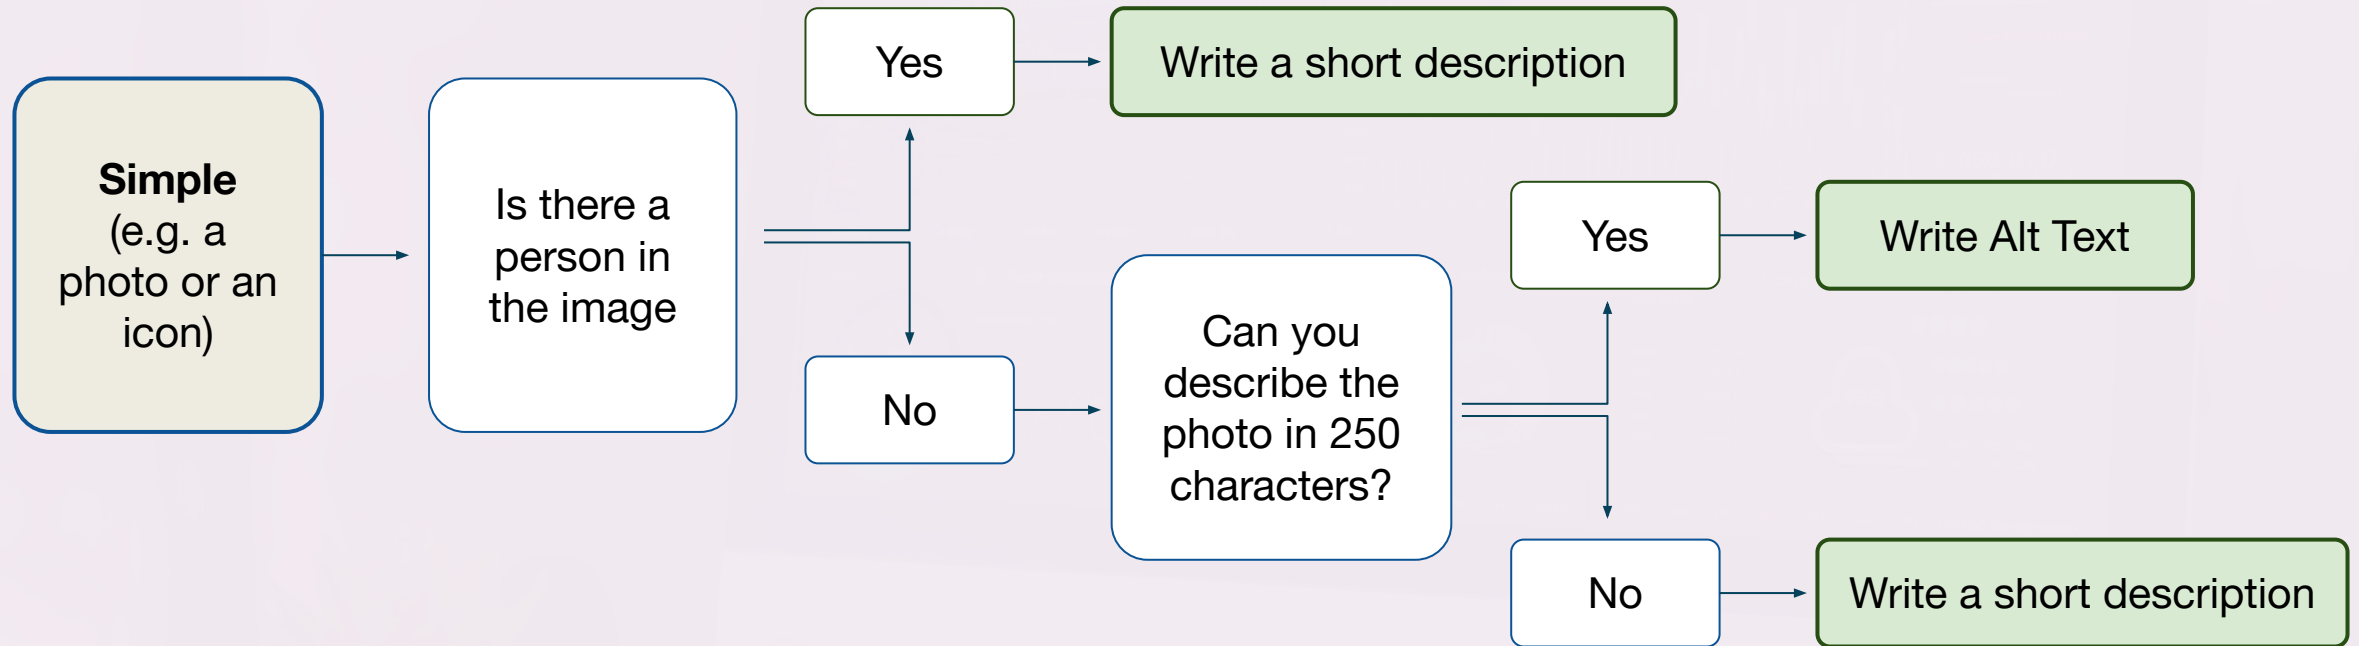 Simple
(e.g. a
photo or an
icon)
Is there a
person in
the image
Yes
Write a short description
No
Can you
describe the
photo in 250
characters?
Yes
Write Alt Text
No
Write a short description